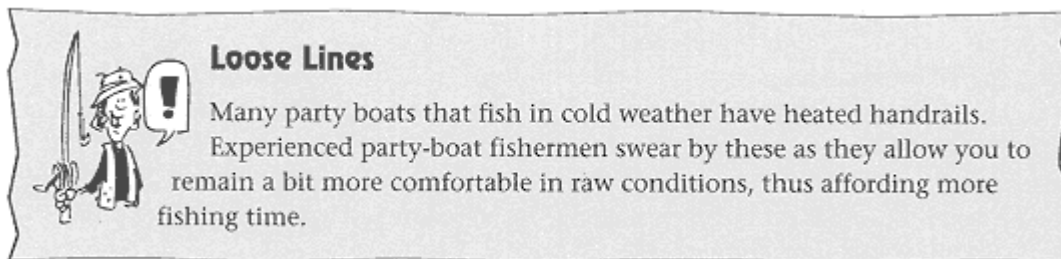 Loose Lines
!
Many party boats that fish in cold weather have heated handrails.
Experienced party-boat fishermen swear by these as they allow you to
remain a bit more comfortable in raw conditions, thus affording more
fishing time.